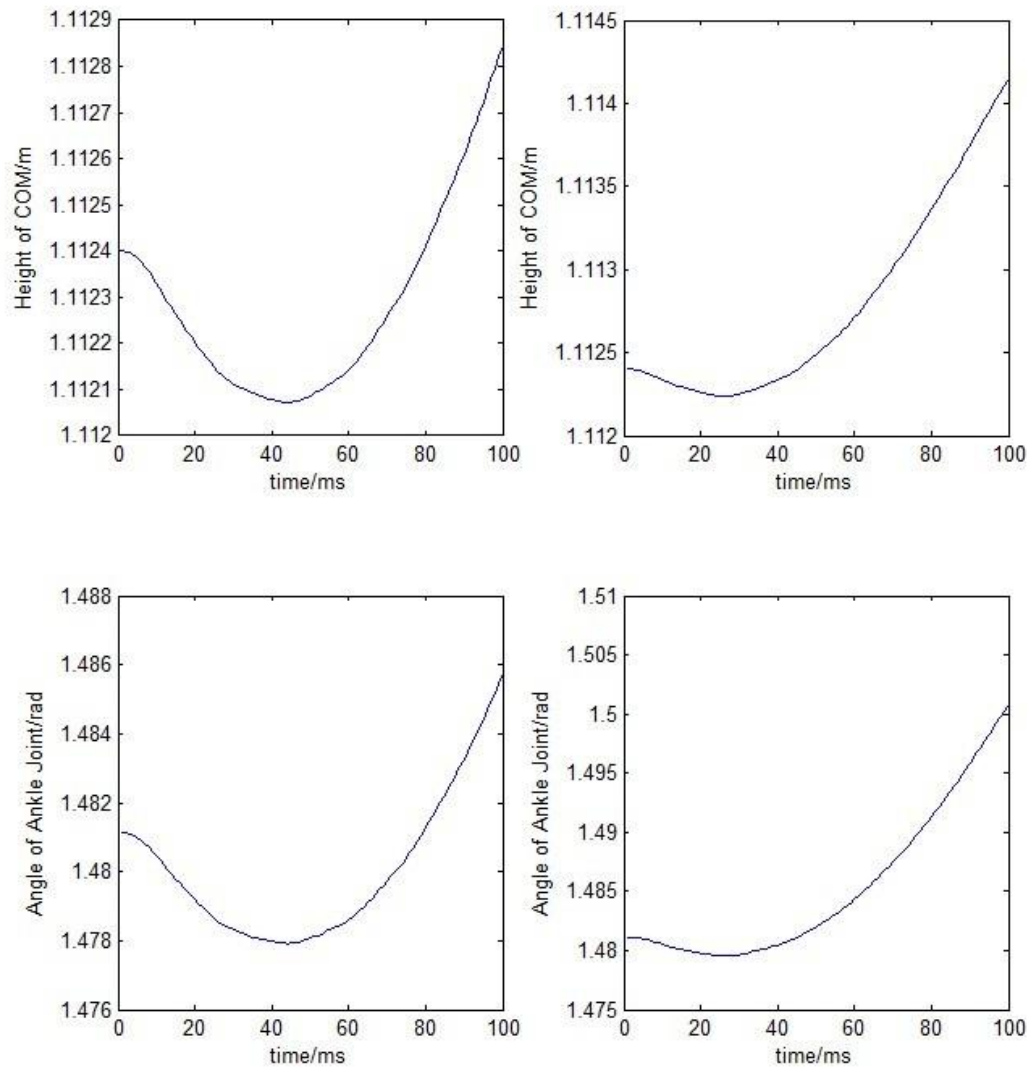 1.1129
1.1128
1.1127
1.1126
1.1125
1.1124
1.1123
1.1122
1.1121
1.112
Height of COM/m
0 20 40 60 80 100
time/ms
1.1145
1.114
1.1135
1.113
1.1125
1.112
Height of COM/m
0 20 40 60 80 100
time/ms
1.488
1.486
1.484
1.482
1.48
1.478
1.476
Angle of Ankle Joint/rad
0 20 40 60 80 100
time/ms
1.51
1.505
1.5
1.495
1.49
1.485
1.48
1.475
Angle of Ankle Joint/rad
0 20 40 60 80 100
time/ms